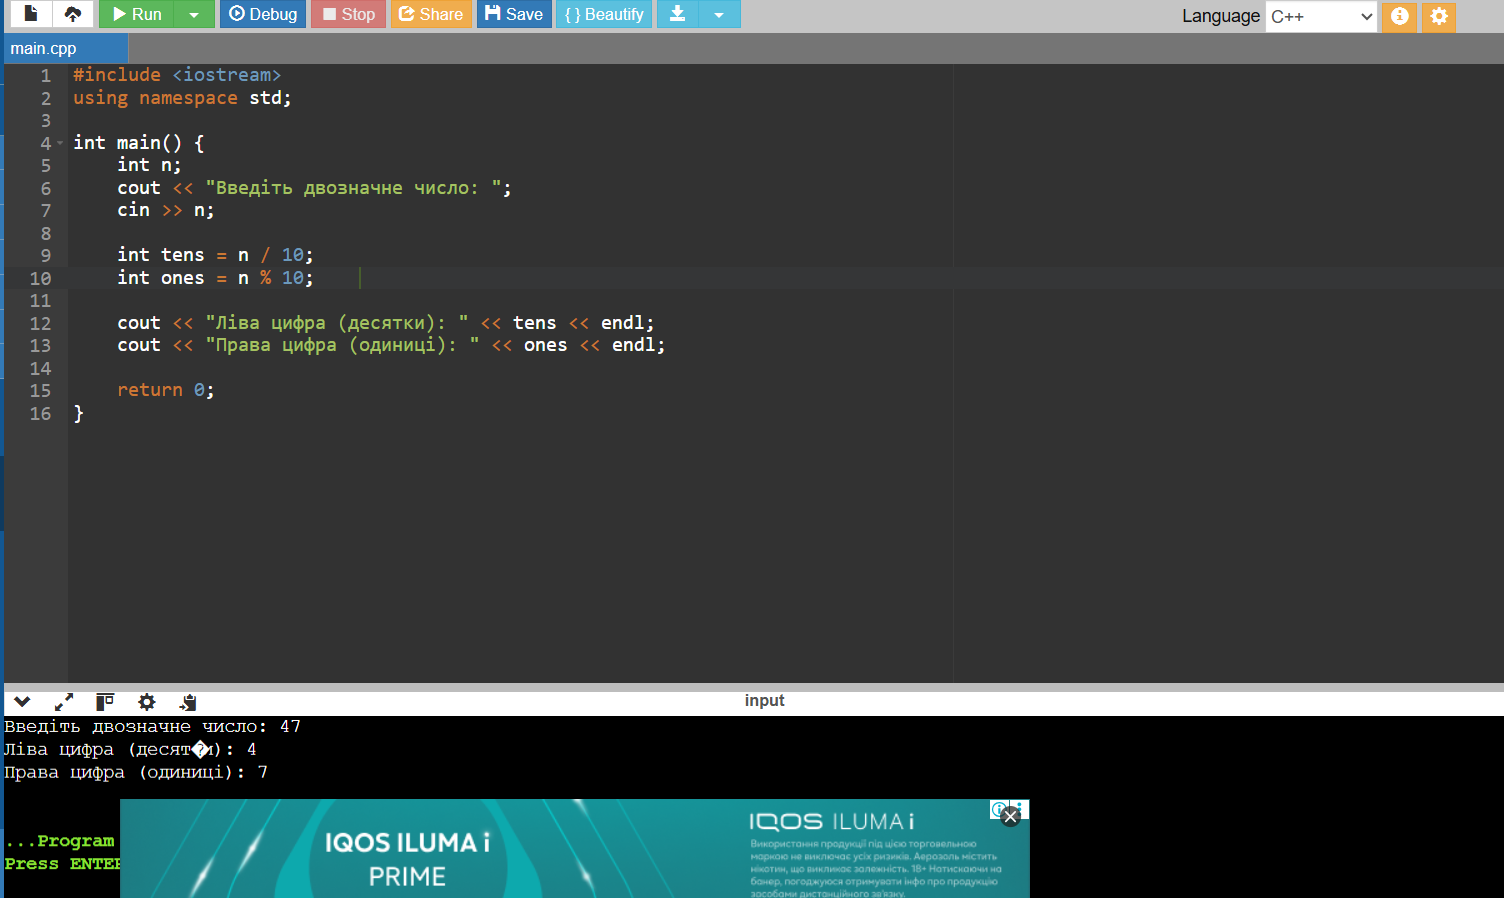 Run Debug Stop Share Save { } Beautify Language C++
main.cpp
1 #include <iostream>
2 using namespace std;
3
4 int main() {
5 int n;
6 cout << "Введіть двозначне число: ";
7 cin >> n;
8
9 int tens = n / 10;
10 int ones = n % 10;
11
12 cout << "Ліва цифра (десятки): " << tens << endl;
13 cout << "Права цифра (одиниці): " << ones << endl;
14
15 return 0;
16 }
input
Введіть двозначне число: 47
Ліва цифра (десят�и): 4
Права цифра (одиниці): 7
...Program
Press ENTE
IQOS ILUMA i
PRIME
IQOS ILUMA i
Використання продукції під цією торговельною
маркою не виключає усіх ризиків. Аерозоль містить
нікотин, що викликає залежність. 18+ Натискаючи на
банер, погоджуюся отримувати інфо про продукцію
засобами дистанційного зв'язку.